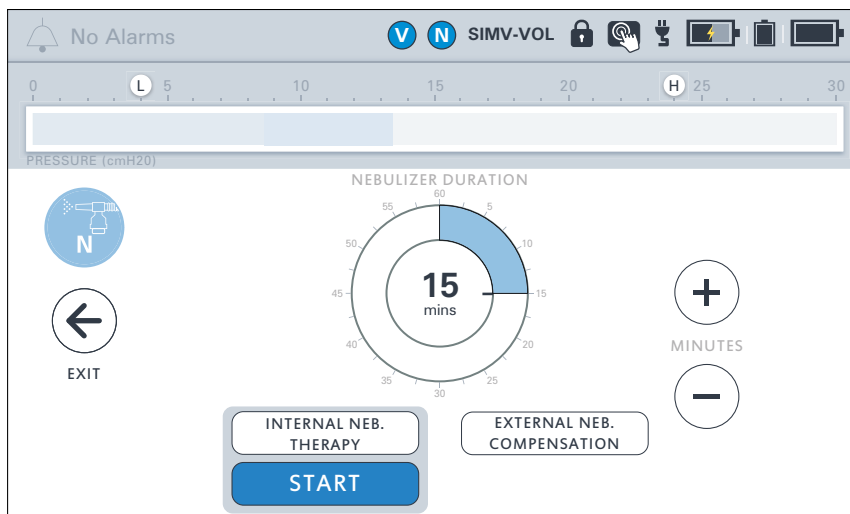 No Alarms
V N SIMV-VOL
0 L 5 10 15 20 H 25 30
PRESSURE (cmH20)
NEBULIZER DURATION
60
55 5
50 10
45 15
40 20
35 25
30
15
mins
N
EXIT
+
MINUTES
−
INTERNAL NEB.
THERAPY
START
EXTERNAL NEB.
COMPENSATION